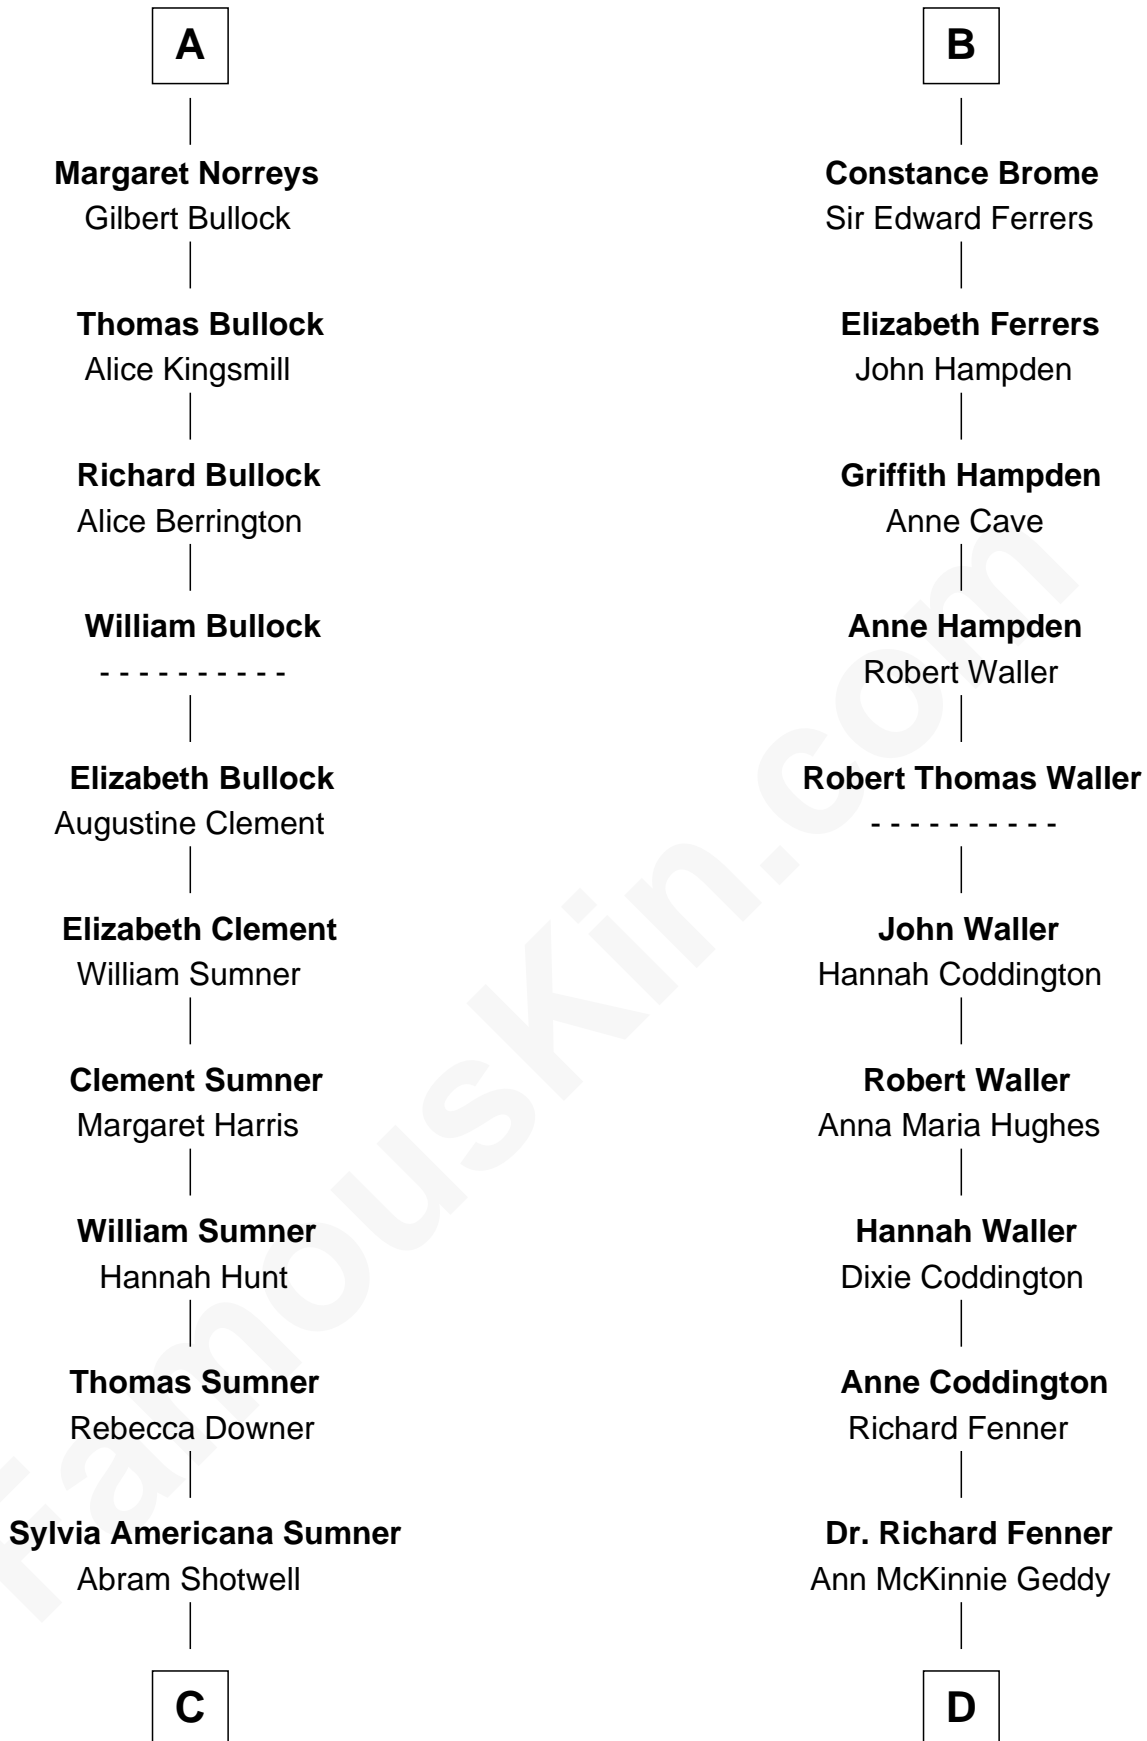 A
Margaret Norreys
Gilbert Bullock
Thomas Bullock
Alice Kingsmill
Richard Bullock
Alice Berrington
William Bullock
- - - - - - - - - -
Elizabeth Bullock
Augustine Clement
Elizabeth Clement
William Sumner
Clement Sumner
Margaret Harris
William Sumner
Hannah Hunt
Thomas Sumner
Rebecca Downer
Sylvia Americana Sumner
Abram Shotwell
C
B
Constance Brome
Sir Edward Ferrers
Elizabeth Ferrers
John Hampden
Griffith Hampden
Anne Cave
Anne Hampden
Robert Waller
Robert Thomas Waller
- - - - - - - - - -
John Waller
Hannah Coddington
Robert Waller
Anna Maria Hughes
Hannah Waller
Dixie Coddington
Anne Coddington
Richard Fenner
Dr. Richard Fenner
Ann McKinnie Geddy
D
FamousKin.com